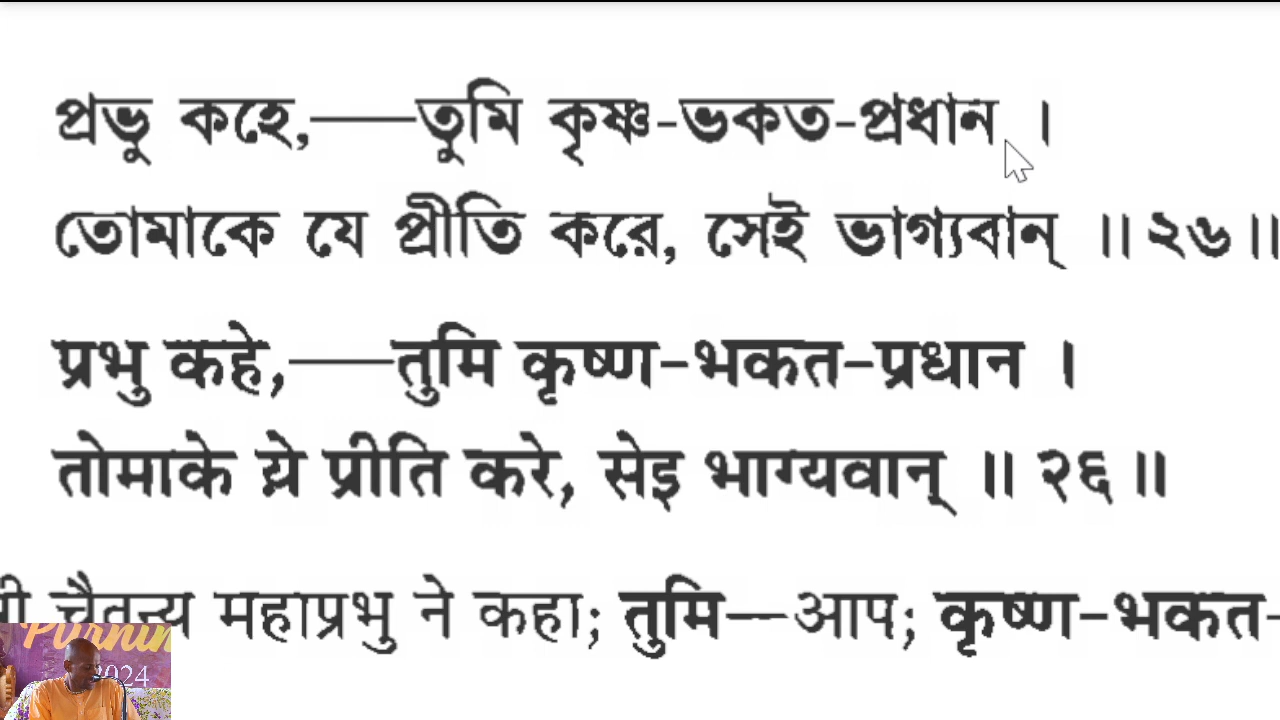 প্রভু কহে,——তুমি কৃষ্ণ-ভকত-প্রধান ।
তোমাকে যে প্রীতি করে, সেই ভাগ্যবান্ ॥ ২৬ ॥
प्रभु कहे,——तुमि कृष्ण-भकत-प्रधान ।
तोमाके य़े प्रीति करे, सेइ भाग्यवान् ॥ २६ ॥
चैतन्य महाप्रभु ने कहा; तुमि—आप; कृष्ण-भकत-
2024